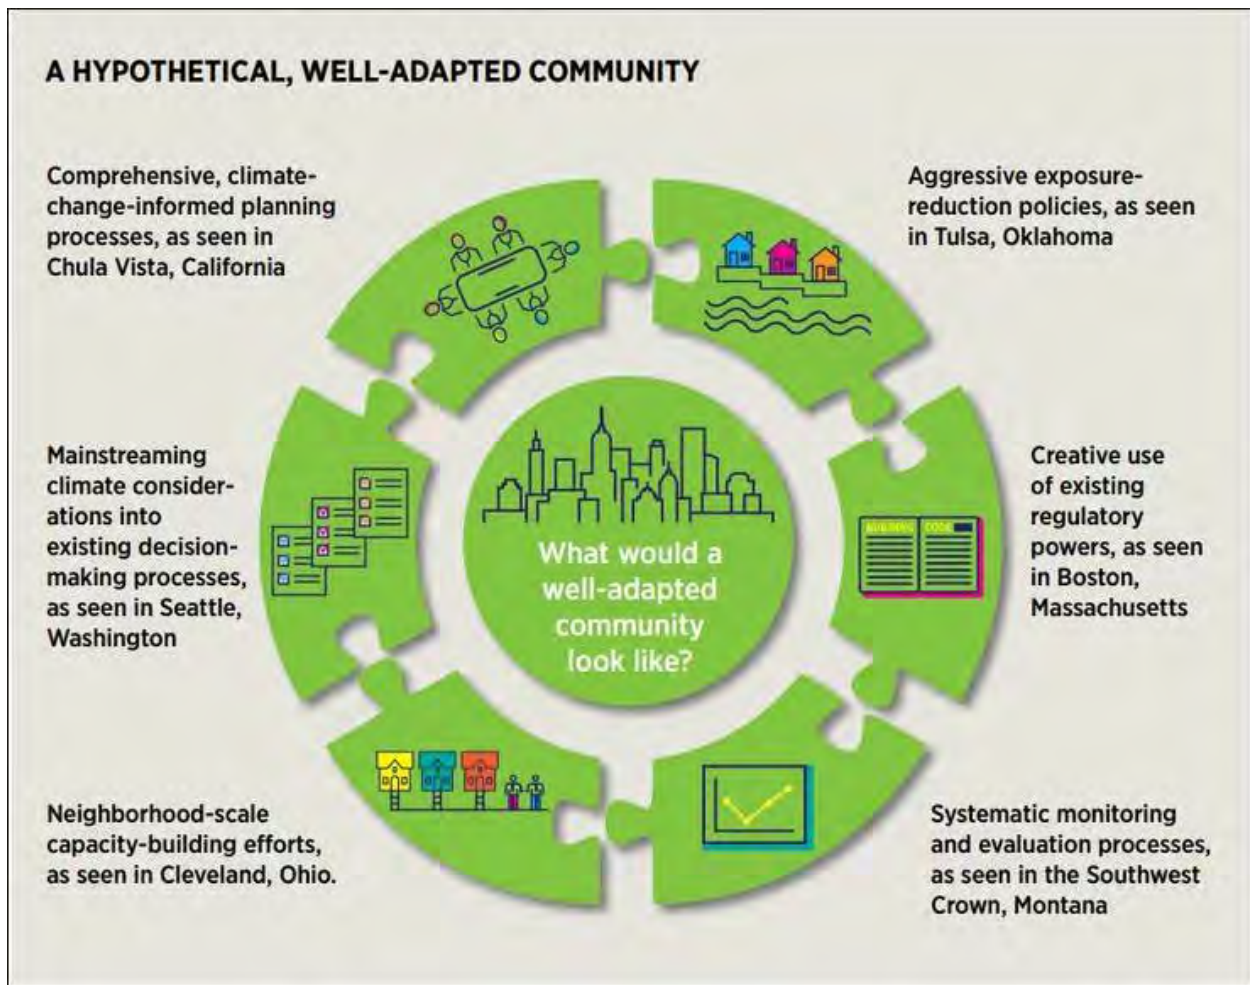 A HYPOTHETICAL, WELL-ADAPTED COMMUNITY
Comprehensive, climate-
change-informed planning
processes, as seen in
Chula Vista, California
Aggressive exposure-
reduction policies, as seen
in Tulsa, Oklahoma
Mainstreaming
climate consider-
ations into
existing decision-
making processes,
as seen in Seattle,
Washington
What would a
well-adapted
community
look like?
BUILDING CODE
Creative use
of existing
regulatory
powers, as seen
in Boston,
Massachusetts
Neighborhood-scale
capacity-building efforts,
as seen in Cleveland, Ohio.
Systematic monitoring
and evaluation processes,
as seen in the Southwest
Crown, Montana